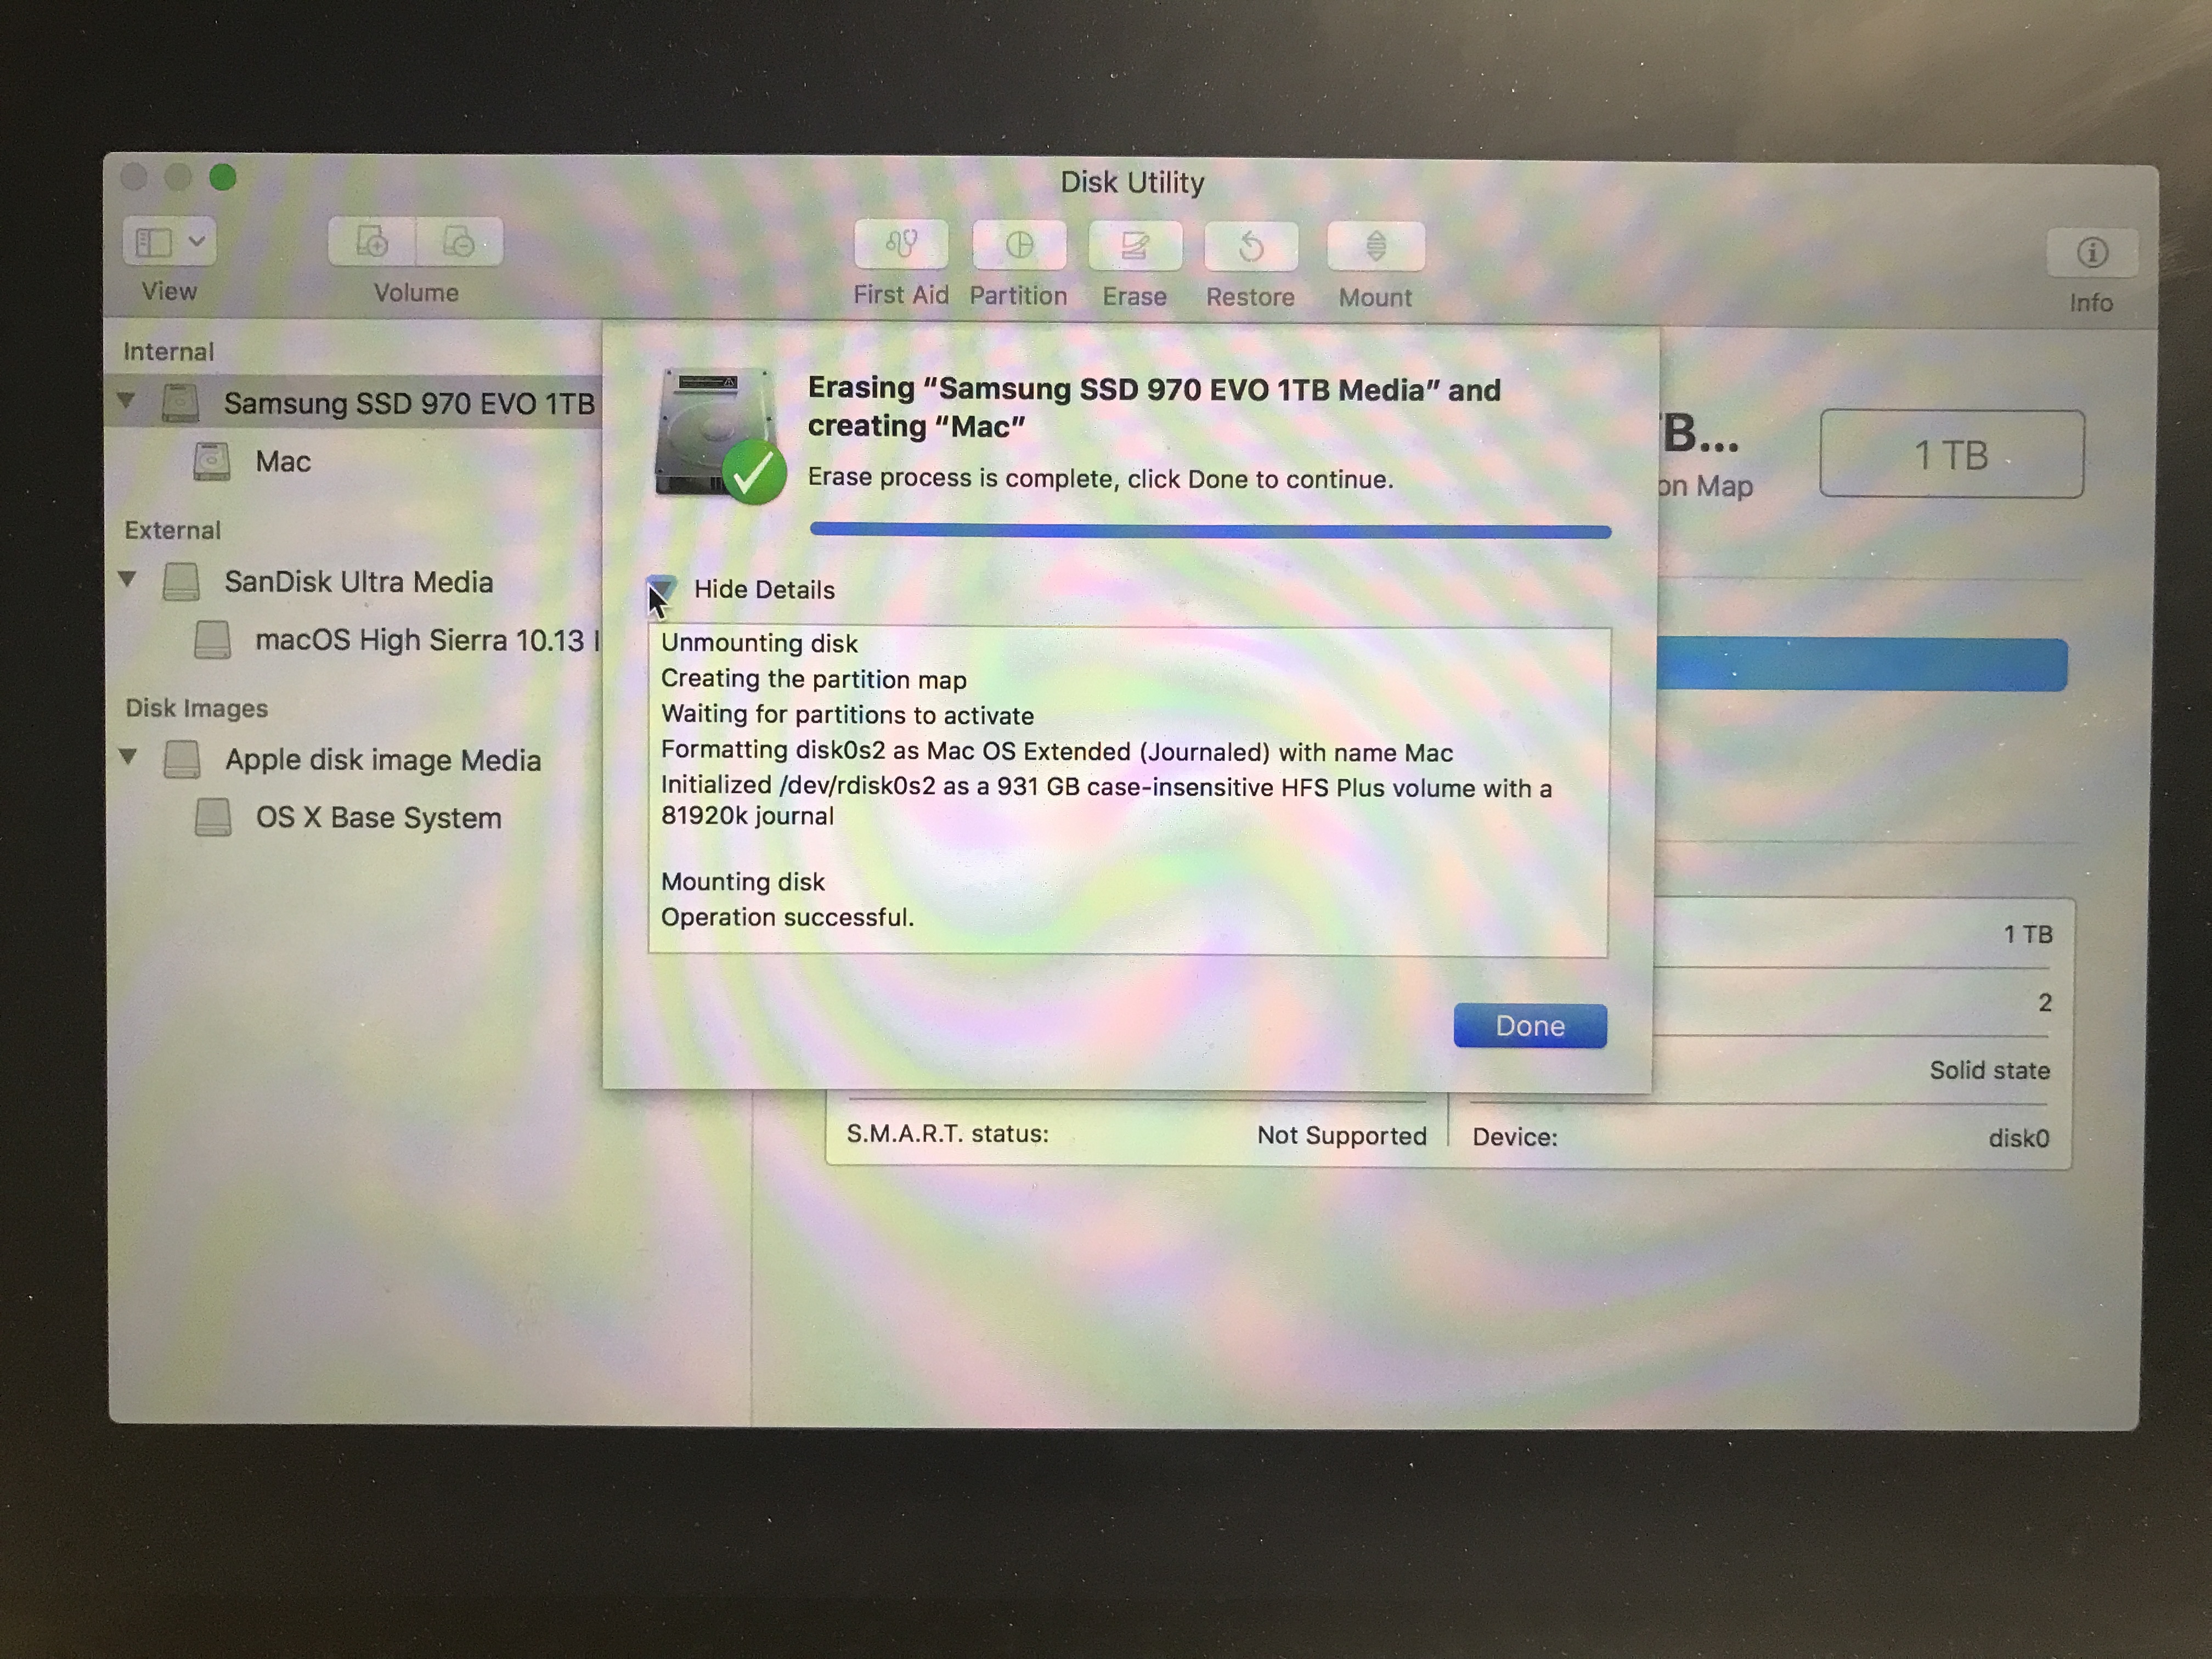 Disk Utility
View
Volume
First Aid
Partition
Erase
Restore
Mount
Info
Internal
Samsung SSD 970 EVO 1TB
Mac
External
SanDisk Ultra Media
macOS High Sierra 10.13 I
Disk Images
Apple disk image Media
OS X Base System
Erasing “Samsung SSD 970 EVO 1TB Media” and
creating “Mac”
Erase process is complete, click Done to continue.
Hide Details
Unmounting disk
Creating the partition map
Waiting for partitions to activate
Formatting disk0s2 as Mac OS Extended (Journaled) with name Mac
Initialized /dev/rdisk0s2 as a 931 GB case-insensitive HFS Plus volume with a
81920k journal
Mounting disk
Operation successful.
Done
TB...
on Map
1 TB
1 TB
2
Solid state
S.M.A.R.T. status:
Not Supported
Device:
disk0